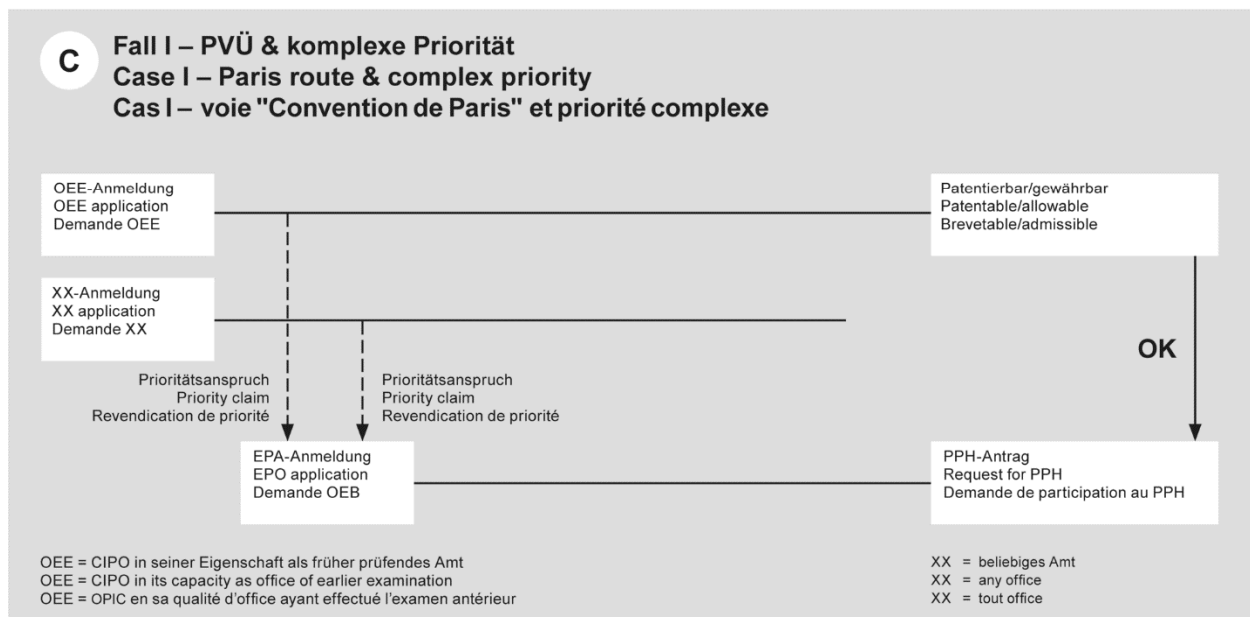 C
Fall I – PVÜ & komplexe Priorität
Case I – Paris route & complex priority
Cas I – voie "Convention de Paris" et priorité complexe
OEE-Anmeldung
OEE application
Demande OEE
Patentierbar/gewährbar
Patentable/allowable
Brevetable/admissible
XX-Anmeldung
XX application
Demande XX
OK
Prioritätsanspruch
Priority claim
Revendication de priorité
Prioritätsanspruch
Priority claim
Revendication de priorité
EPA-Anmeldung
EPO application
Demande OEB
PPH-Antrag
Request for PPH
Demande de participation au PPH
OEE = CIPO in seiner Eigenschaft als früher prüfendes Amt
OEE = CIPO in its capacity as office of earlier examination
OEE = OPIC en sa qualité d'office ayant effectué l'examen antérieur
XX = beliebiges Amt
XX = any office
XX = tout office